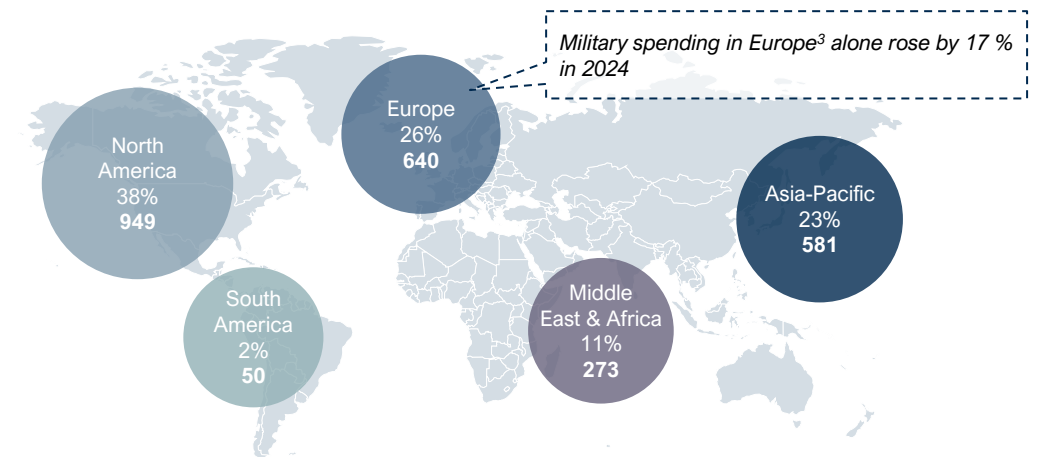 Military spending in Europe³ alone rose by 17 %
in 2024
North
America
38%
949
Europe
26%
640
Asia-Pacific
23%
581
South
America
2%
50
Middle
East & Africa
11%
273